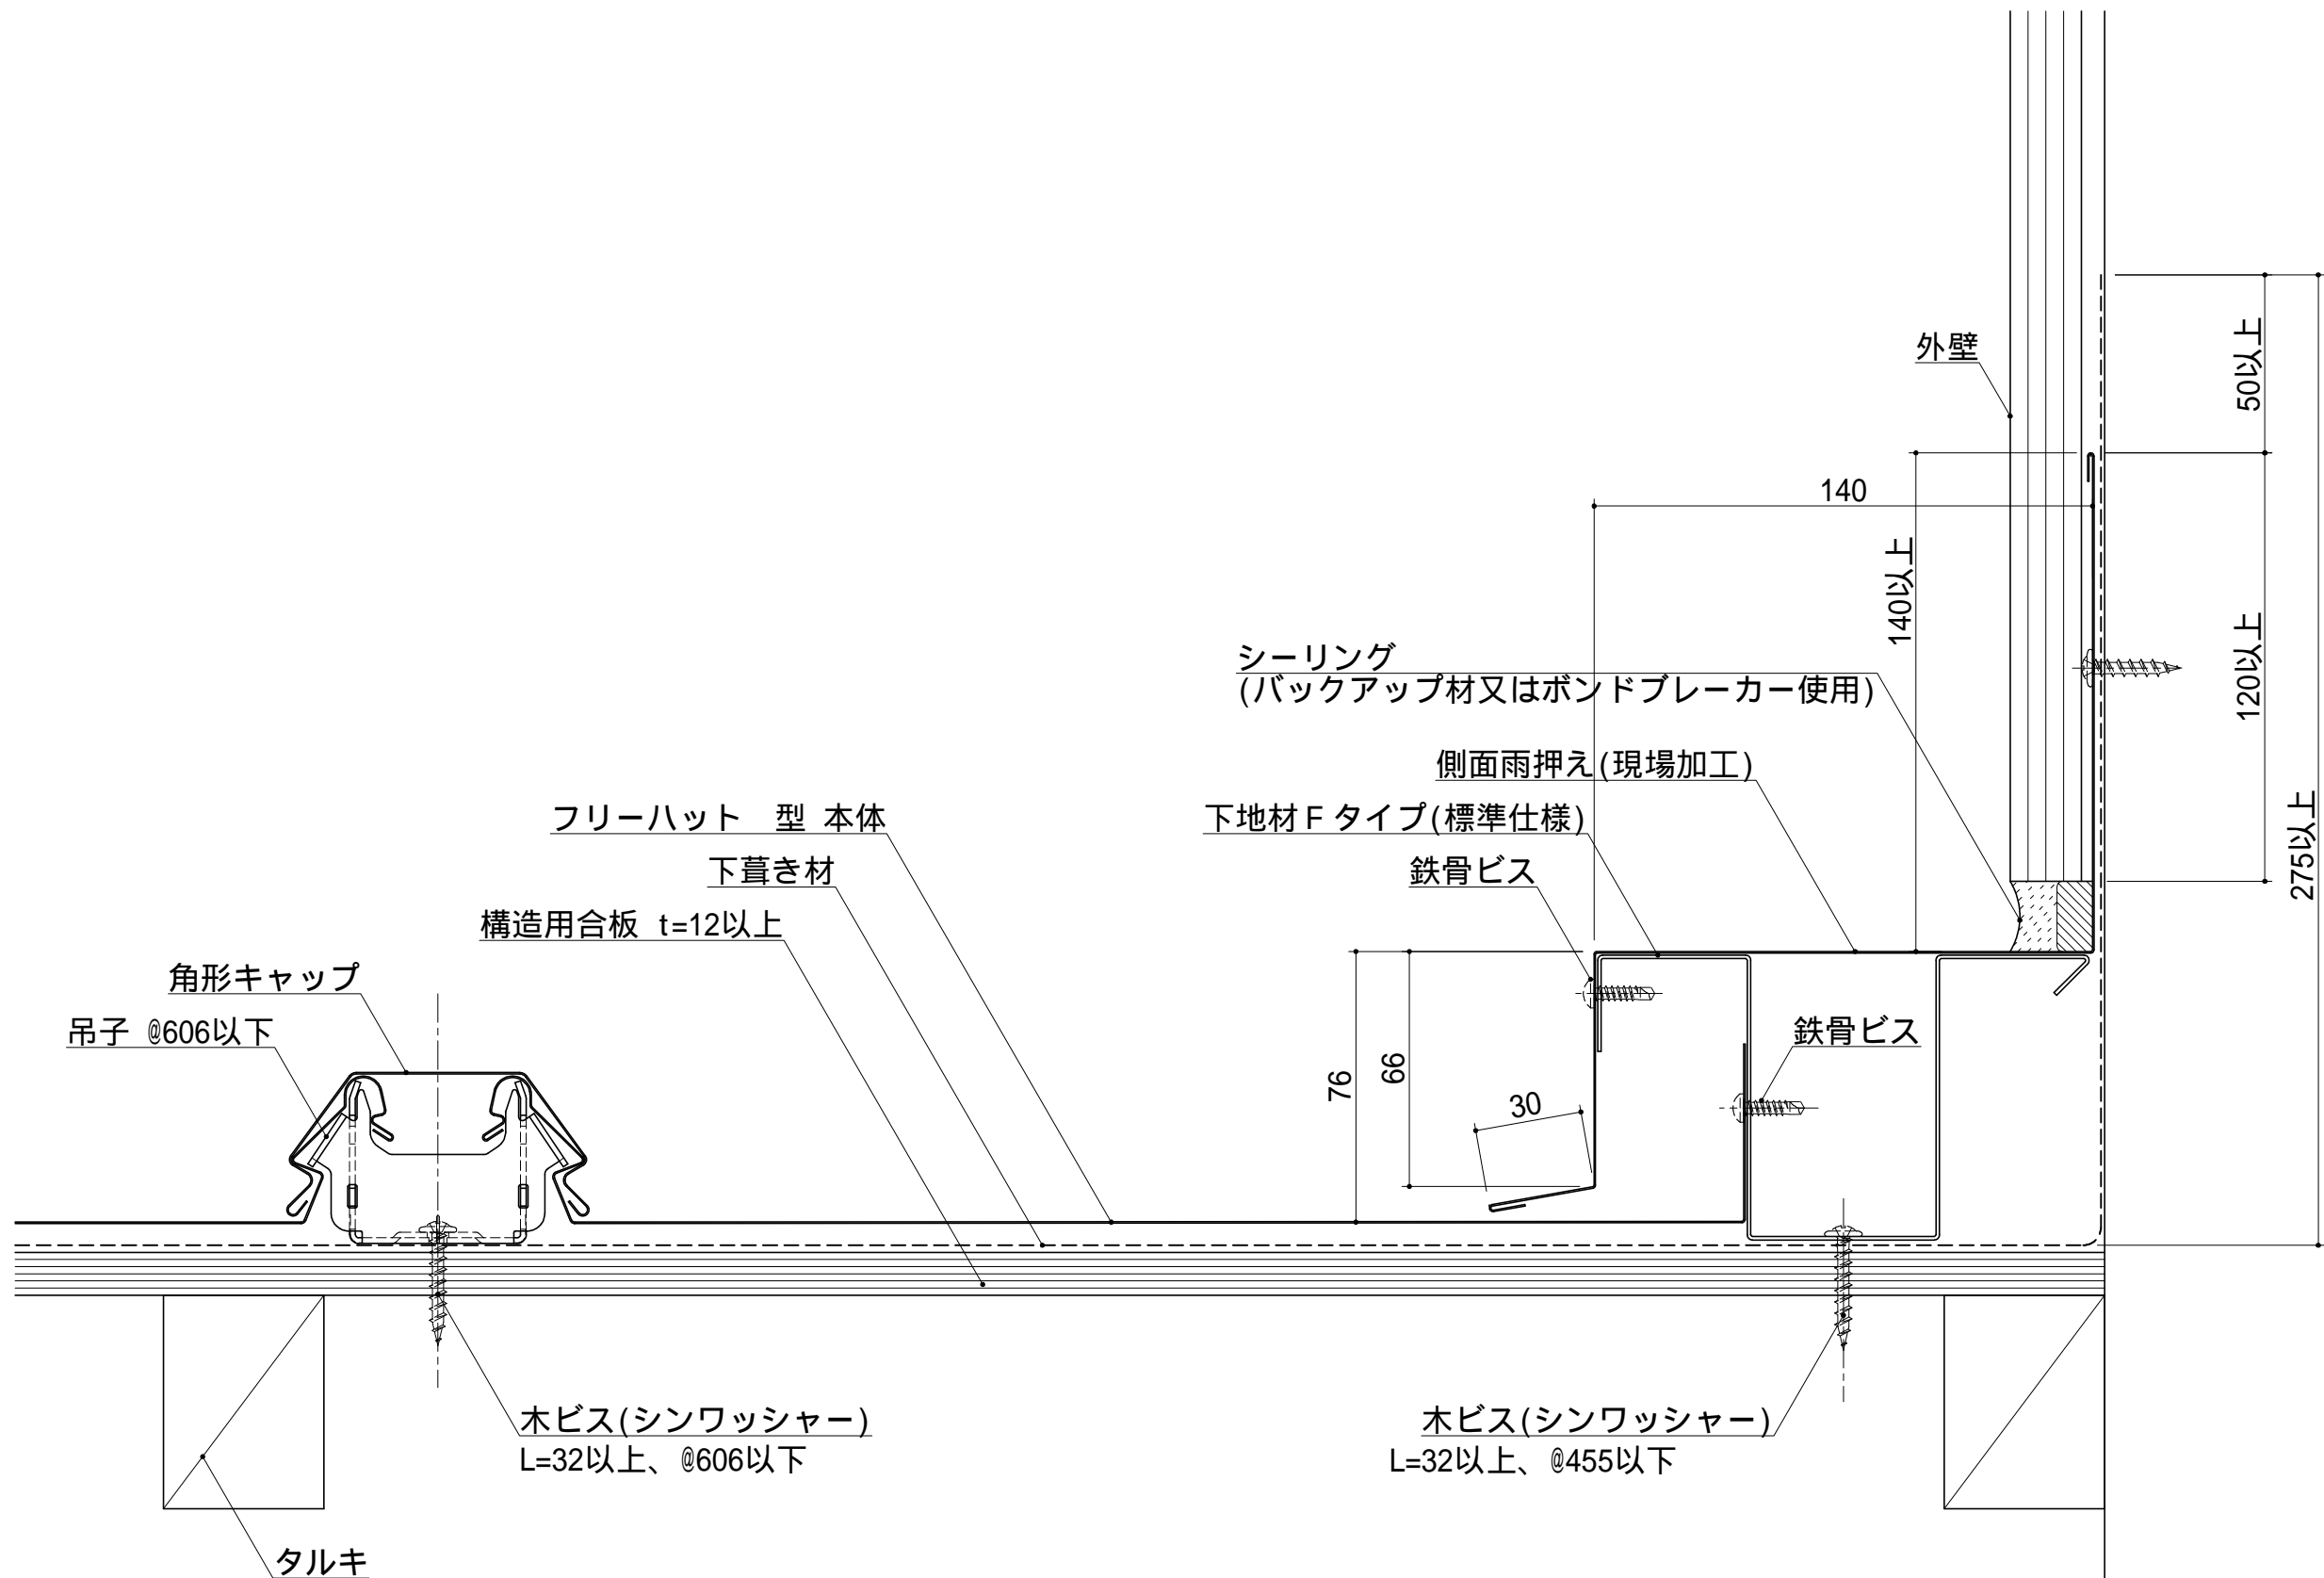 外壁
50以上
140
140以上
120以上
275以上
シーリング
(バックアップ材又はボンドブレーカー使用)
側面雨押え(現場加工)
下地材Fタイプ(標準仕様)
鉄骨ビス
フリーハット 型 本体
下葺き材
構造用合板 t=12以上
角形キャップ
吊子 @606以下
鉄骨ビス
76
66
30
木ビス(シンワッシャー)
L=32以上、@606以下
木ビス(シンワッシャー)
L=32以上、@455以下
タルキ